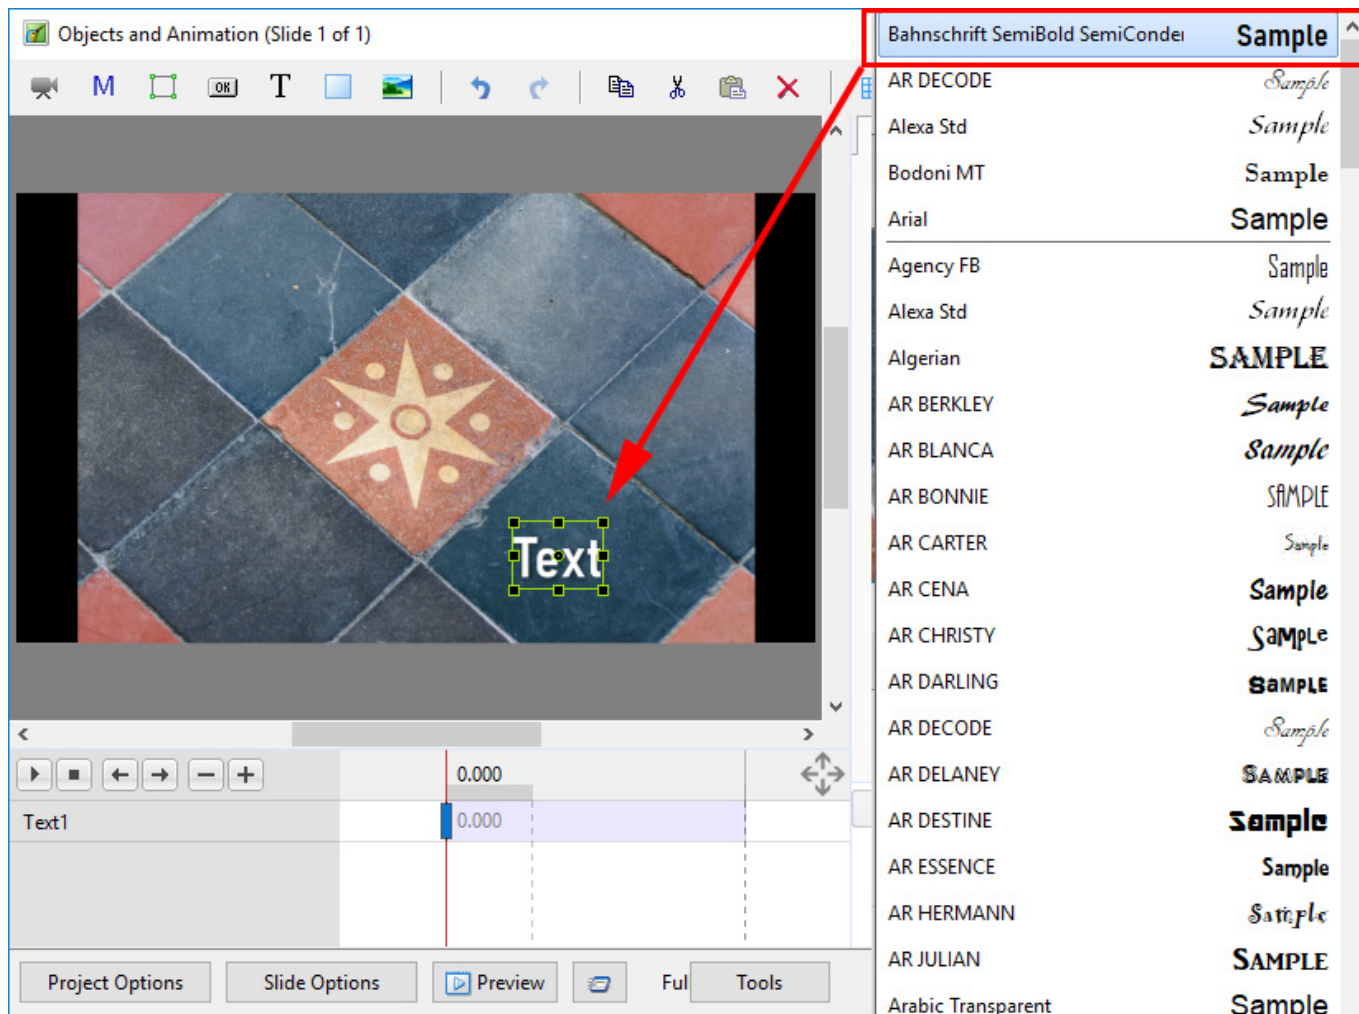 Objects and Animation (Slide 1 of 1)
M OK T
Text
0.000
Text1
0.000
Project Options
Slide Options
Preview
Ful
Tools
Bahnschrift SemiBold SemiConder Sample
AR DECODE Sample
Alexa Std Sample
Bodoni MT Sample
Arial Sample
Agency FB Sample
Alexa Std Sample
Algerian SAMPLE
AR BERKLEY Sample
AR BLANCA Sample
AR BONNIE SAMPLE
AR CARTER Sample
AR CENA Sample
AR CHRISTY SaMpLe
AR DARLING SaMPLE
AR DECODE Sample
AR DELANEY SAMPLE
AR DESTINE Sample
AR ESSENCE Sample
AR HERMANN Sample
AR JULIAN SAMPLE
Arabic Transparent Sample